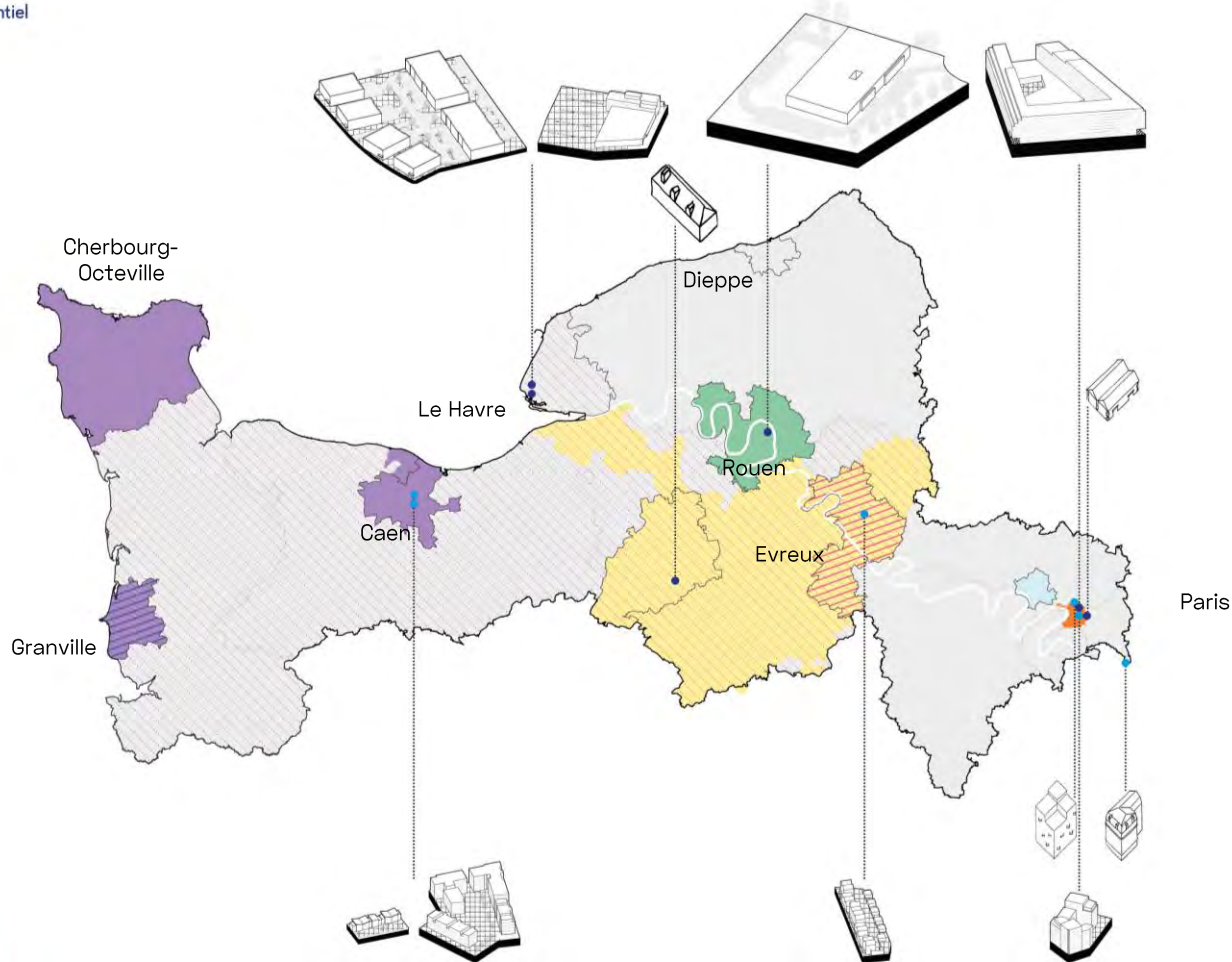 ntiel
Cherbourg-
Octeville
Dieppe
Le Havre
Rouen
Caen
Evreux
Paris
Granville